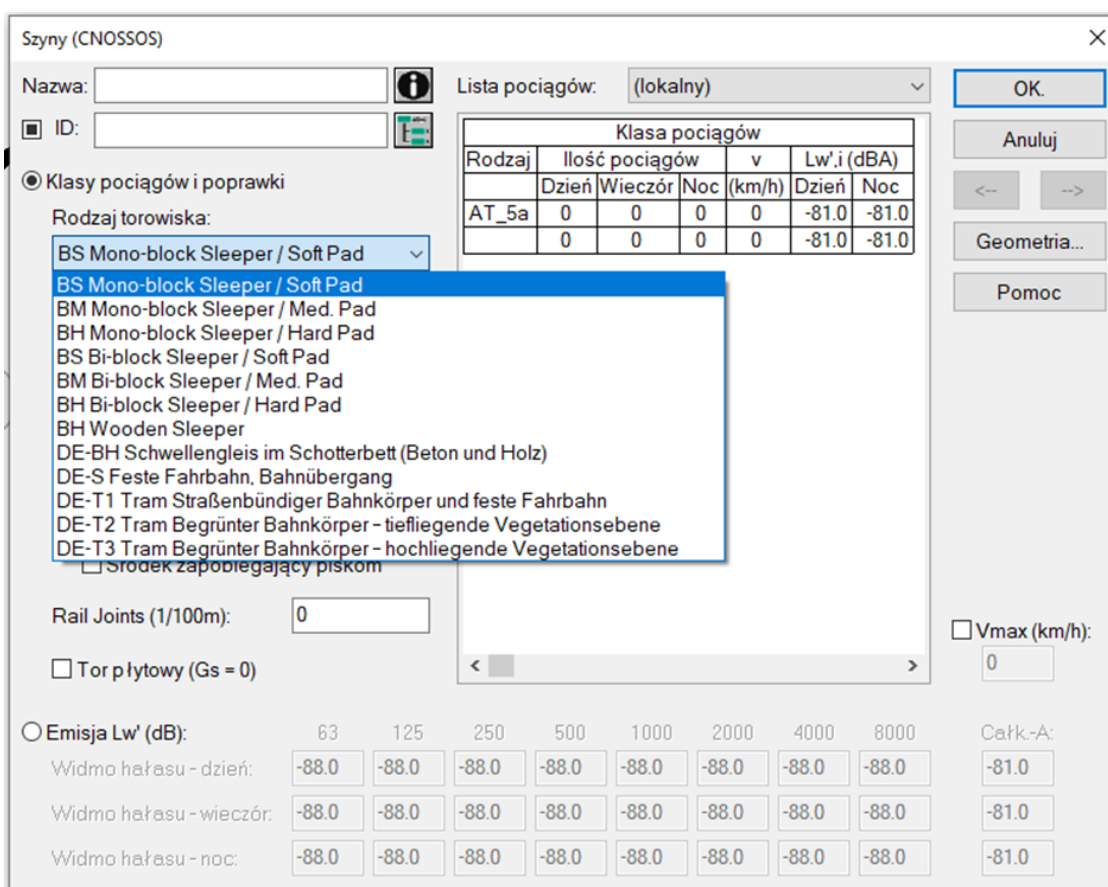 Szyny (CNOSSOS)
Nazwa:
ID:
Klasy pociągów i poprawki
Rodzaj torowiska:
BS Mono-block Sleeper / Soft Pad
BS Mono-block Sleeper / Soft Pad
BM Mono-block Sleeper / Med. Pad
BH Mono-block Sleeper / Hard Pad
BS Bi-block Sleeper / Soft Pad
BM Bi-block Sleeper / Med. Pad
BH Bi-block Sleeper / Hard Pad
BH Wooden Sleeper
DE-BH Schwellengleis im Schotterbett (Beton und Holz)
DE-S Feste Fahrbahn, Bahnübergang
DE-T1 Tram Straßenbündiger Bahnkörper und feste Fahrbahn
DE-T2 Tram Begrünter Bahnkörper – tiefliegende Vegetationsebene
DE-T3 Tram Begrünter Bahnkörper – hochliegende Vegetationsebene
Środek zapobiegający piskom
Rail Joints (1/100m): 0
Tor płytowy (Gs = 0)
Lista pociągów: (lokalny)
Klasa pociągów
Rodzaj Ilość pociągów v Lw',i (dBA)
Dzień Wieczór Noc (km/h) Dzień Noc
AT_5a 0 0 0 0 -81.0 -81.0
0 0 0 0 -81.0 -81.0
< >
OK.
Anuluj
<-- -->
Geometria...
Pomoc
Vmax (km/h):
0
Emisja Lw' (dB): 63 125 250 500 1000 2000 4000 8000 Całk.-A:
Widmo hałasu - dzień: -88.0 -88.0 -88.0 -88.0 -88.0 -88.0 -88.0 -88.0 -81.0
Widmo hałasu - wieczór: -88.0 -88.0 -88.0 -88.0 -88.0 -88.0 -88.0 -88.0 -81.0
Widmo hałasu - noc: -88.0 -88.0 -88.0 -88.0 -88.0 -88.0 -88.0 -88.0 -81.0